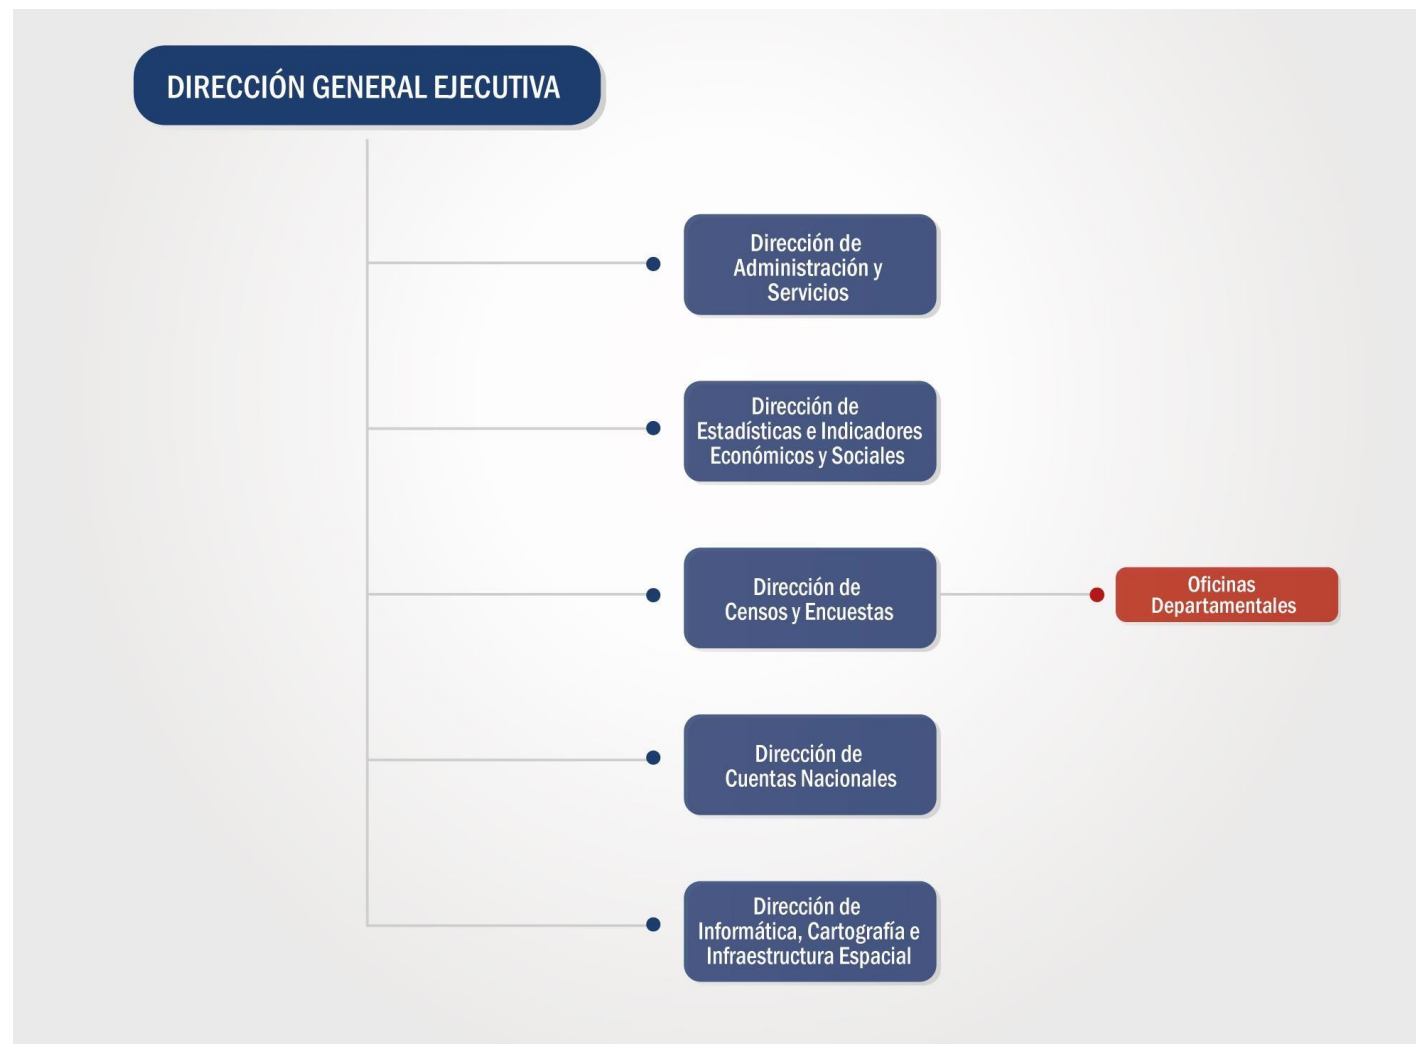 DIRECCIÓN GENERAL EJECUTIVA
Dirección de
Administración y
Servicios
Dirección de
Estadísticas e Indicadores
Económicos y Sociales
Dirección de
Censos y Encuestas
Oficinas
Departamentales
Dirección de
Cuentas Nacionales
Dirección de
Informática, Cartografía e
Infraestructura Espacial